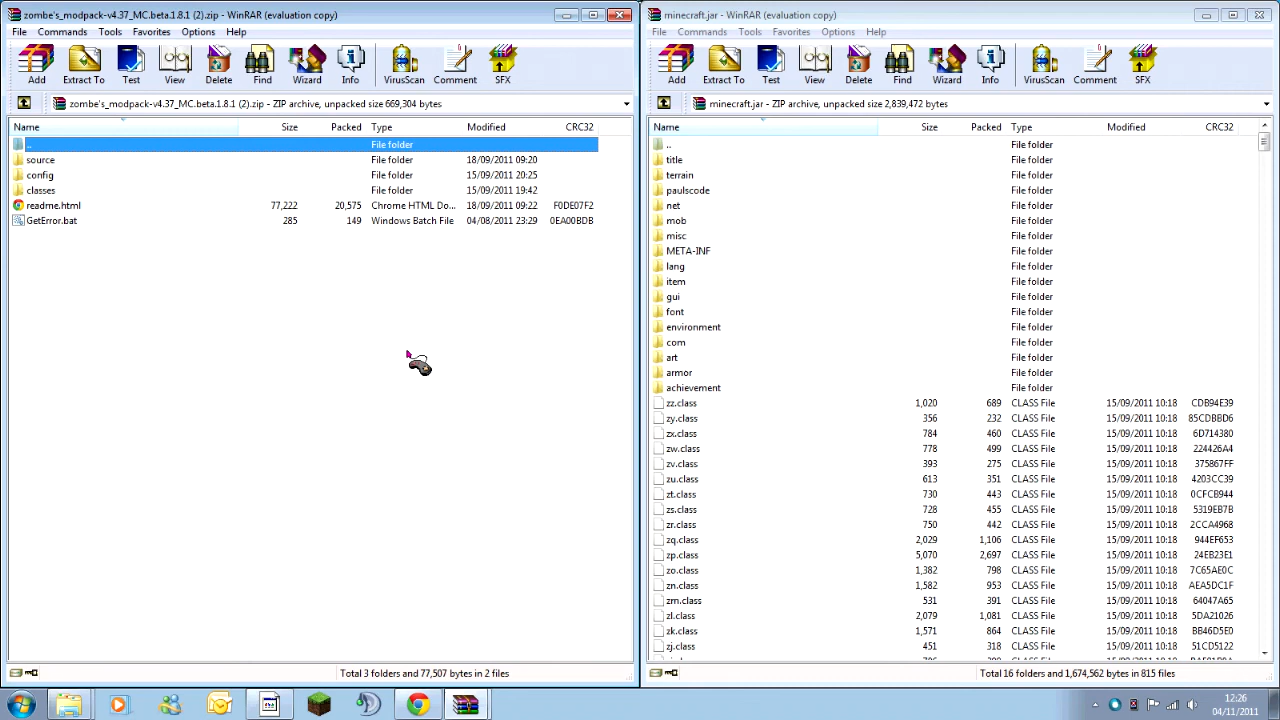 zombe's_modpack-v4.37_MC.beta.1.8.1 (2).zip - WinRAR (evaluation copy)
File Commands Tools Favorites Options Help
Add Extract To Test View Delete Find Wizard Info VirusScan Comment SFX
zombe's_modpack-v4.37_MC.beta.1.8.1 (2).zip - ZIP archive, unpacked size 669,304 bytes
Name Size Packed Type Modified CRC32
.. File folder
source File folder 18/09/2011 09:20
config File folder 15/09/2011 20:25
classes File folder 15/09/2011 19:42
readme.html 77,222 20,575 Chrome HTML Do... 18/09/2011 09:22 F0DE07F2
GetError.bat 285 149 Windows Batch File 04/08/2011 23:29 0EA00BDB
Total 3 folders and 77,507 bytes in 2 files
minecraft.jar - WinRAR (evaluation copy)
File Commands Tools Favorites Options Help
Add Extract To Test View Delete Find Wizard Info VirusScan Comment SFX
minecraft.jar - ZIP archive, unpacked size 2,839,472 bytes
Name Size Packed Type Modified CRC32
.. File folder
title File folder
terrain File folder
paulscode File folder
net File folder
mob File folder
misc File folder
META-INF File folder
lang File folder
item File folder
gui File folder
font File folder
environment File folder
com File folder
art File folder
armor File folder
achievement File folder
zz.class 1,020 689 CLASS File 15/09/2011 10:18 CDB94E39
zy.class 356 232 CLASS File 15/09/2011 10:18 85CDBBD6
zx.class 784 460 CLASS File 15/09/2011 10:18 6D714380
zw.class 778 499 CLASS File 15/09/2011 10:18 224426A4
zv.class 393 275 CLASS File 15/09/2011 10:18 375867FF
zu.class 613 351 CLASS File 15/09/2011 10:18 4203CC39
zt.class 730 443 CLASS File 15/09/2011 10:18 0CFCB944
zs.class 728 455 CLASS File 15/09/2011 10:18 5319EB7B
zr.class 750 442 CLASS File 15/09/2011 10:18 2CCA4968
zq.class 2,029 1,106 CLASS File 15/09/2011 10:18 944EF653
zp.class 5,070 2,697 CLASS File 15/09/2011 10:18 24EB23E1
zo.class 1,382 798 CLASS File 15/09/2011 10:18 7C65AE0C
zn.class 1,582 953 CLASS File 15/09/2011 10:18 AEA5DC1F
zm.class 531 391 CLASS File 15/09/2011 10:18 64047A65
zl.class 2,079 1,081 CLASS File 15/09/2011 10:18 5DA21026
zk.class 1,571 864 CLASS File 15/09/2011 10:18 BB46D5E0
zj.class 451 318 CLASS File 15/09/2011 10:18 51CD5122
Total 16 folders and 1,674,562 bytes in 815 files
12:26
04/11/2011